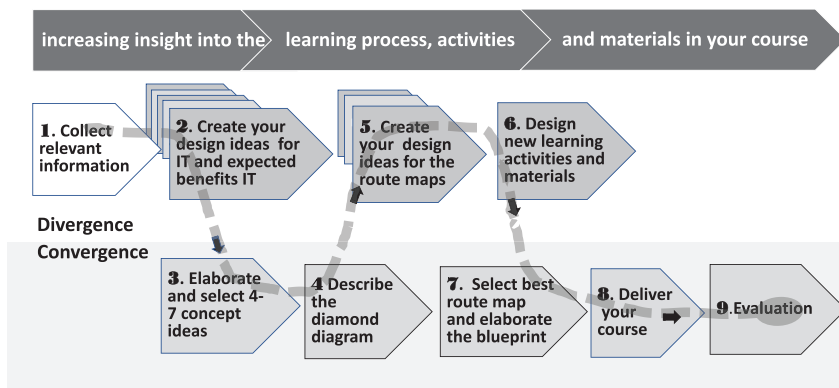 increasing insight into the learning process, activities and materials in your course
1. Collect
relevant
information
2. Create your
design ideas for
IT and expected
benefits IT
5. Create
your design
ideas for the
route maps
6. Design
new learning
activities and
materials
Divergence
Convergence
3. Elaborate
and select 4-
7 concept
ideas
4 Describe
the
diamond
diagram
7. Select best
route map
and elaborate
the blueprint
8. Deliver
your
course
9.Evaluation